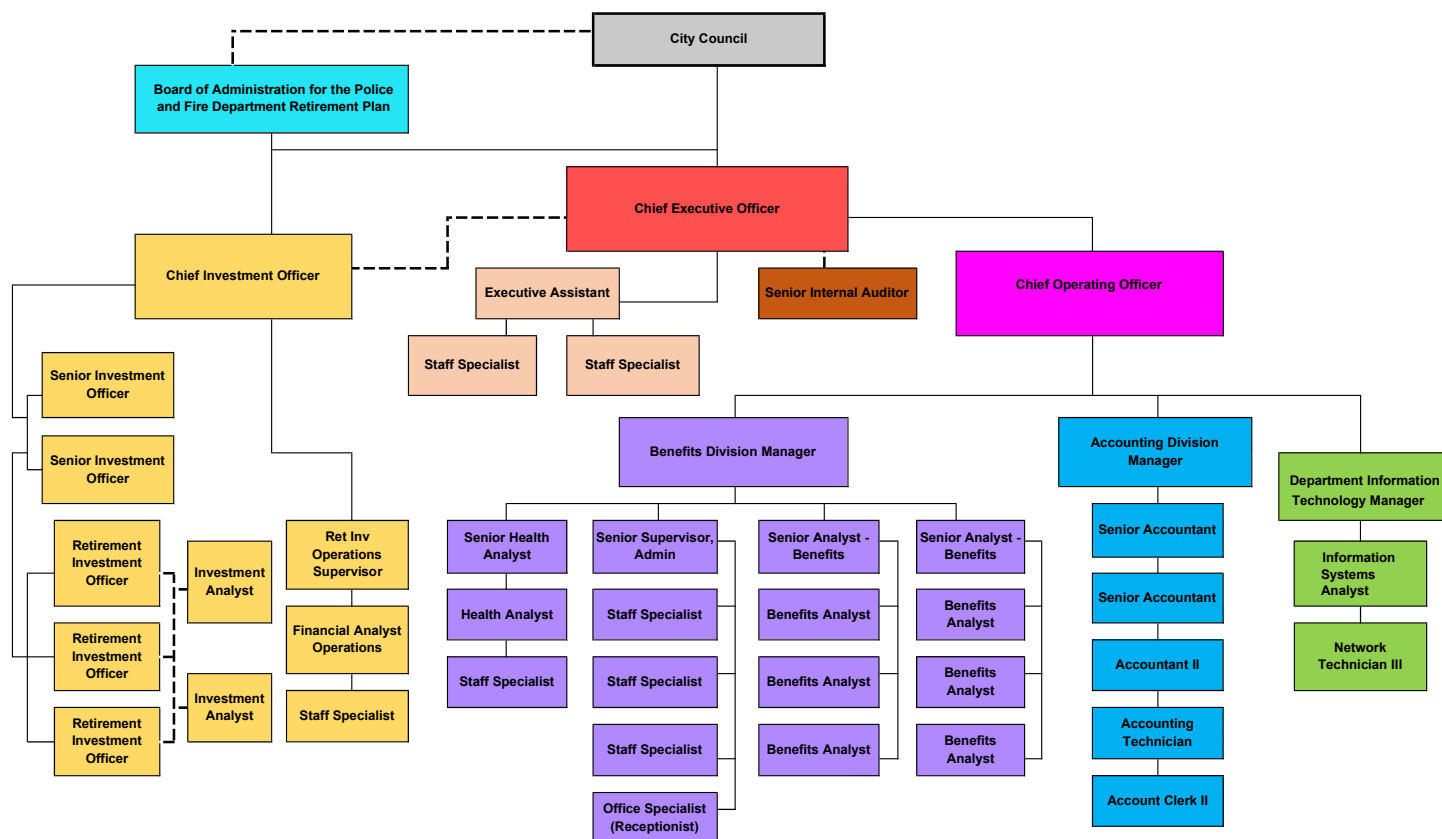 City Council
Board of Administration for the Police
and Fire Department Retirement Plan
Chief Executive Officer
Chief Investment Officer
Executive Assistant
Senior Internal Auditor
Chief Operating Officer
Staff Specialist
Staff Specialist
Senior Investment
Officer
Senior Investment
Officer
Retirement
Investment
Officer
Retirement
Investment
Officer
Retirement
Investment
Officer
Investment
Analyst
Investment
Analyst
Ret Inv
Operations
Supervisor
Financial Analyst
Operations
Staff Specialist
Benefits Division Manager
Senior Health
Analyst
Health Analyst
Staff Specialist
Senior Supervisor,
Admin
Staff Specialist
Staff Specialist
Staff Specialist
Office Specialist
(Receptionist)
Senior Analyst -
Benefits
Benefits Analyst
Benefits Analyst
Benefits Analyst
Senior Analyst -
Benefits
Benefits
Analyst
Benefits
Analyst
Benefits
Analyst
Accounting Division
Manager
Senior Accountant
Senior Accountant
Accountant II
Accounting
Technician
Account Clerk II
Department Information
Technology Manager
Information
Systems
Analyst
Network
Technician III